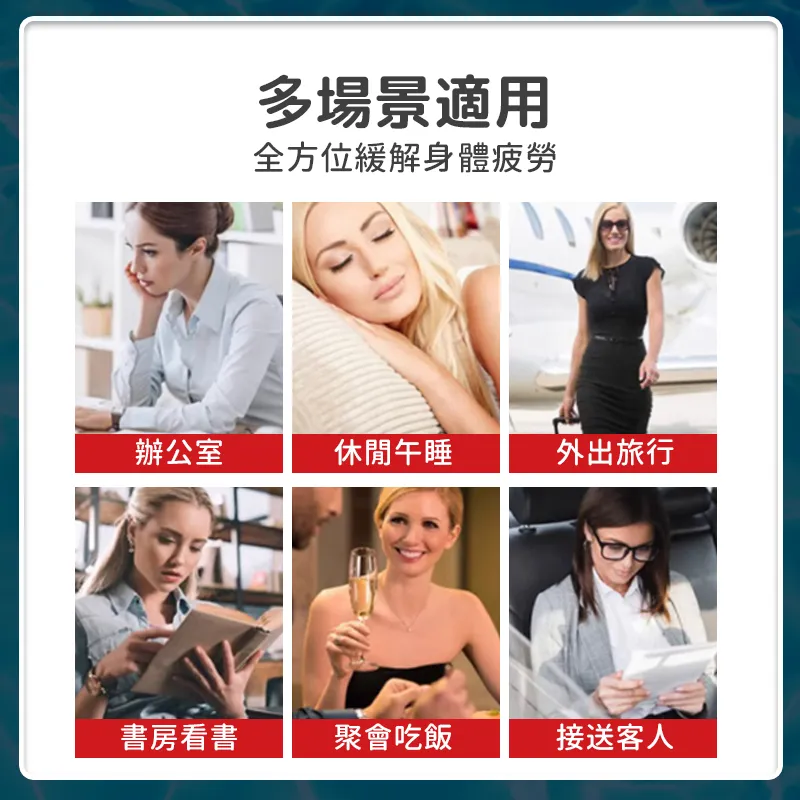 多場景適用
全方位緩解身體疲勞
辦公室
休閒午睡
外出旅行
書房看書
聚會吃飯
接送客人